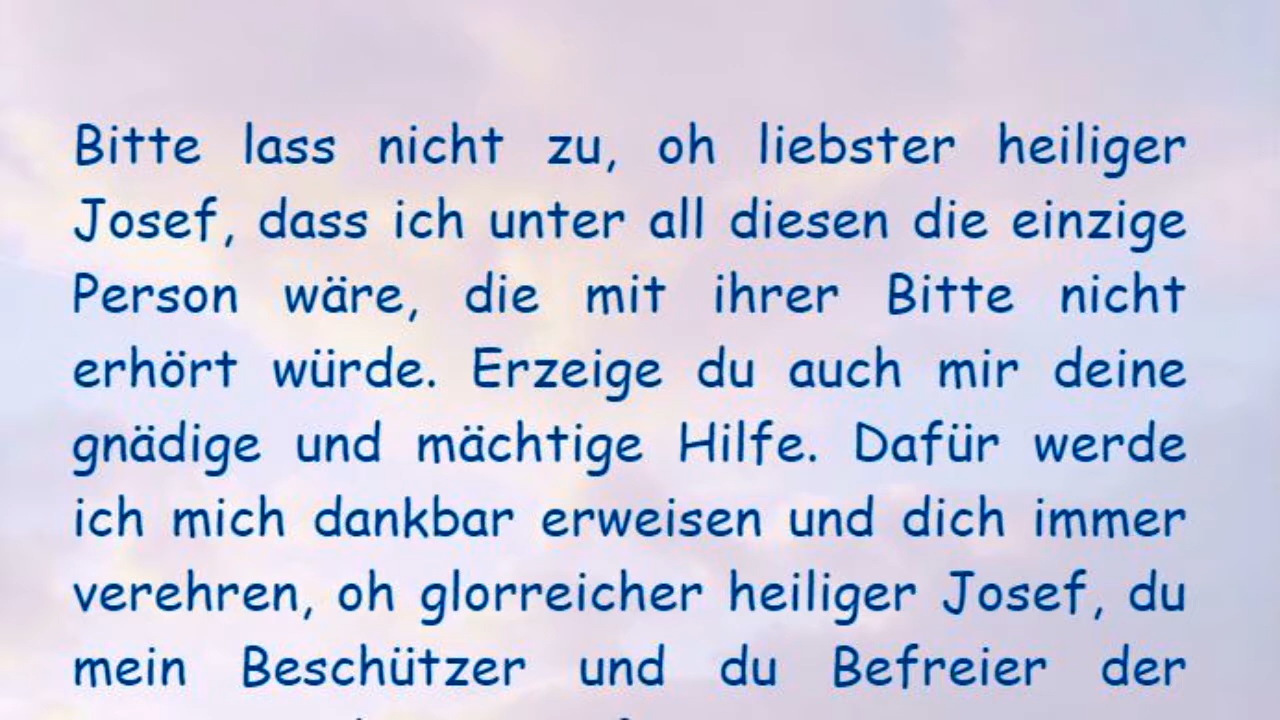 Bitte lass nicht zu, oh liebster heiliger
Josef, dass ich unter all diesen die einzige
Person wäre, die mit ihrer Bitte nicht
erhört würde. Erzeige du auch mir deine
gnädige und mächtige Hilfe. Dafür werde
ich mich dankbar erweisen und dich immer
verehren, oh glorreicher heiliger Josef, du
mein Beschützer und du Befreier der